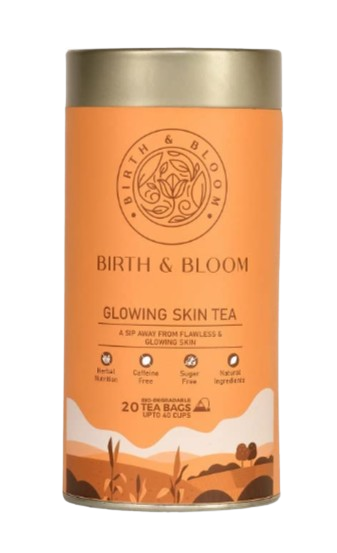 BIRTH & BLOOM
BIRTH & BLOOM
GLOWING SKIN TEA
A SIP AWAY FROM FLAWLESS &
GLOWING SKIN
Herbal Nutrition
Caffeine Free
Sugar Free
Natural Ingredients
BIO-DEGRADABLE
20 TEA BAGS
UPTO 40 CUPS